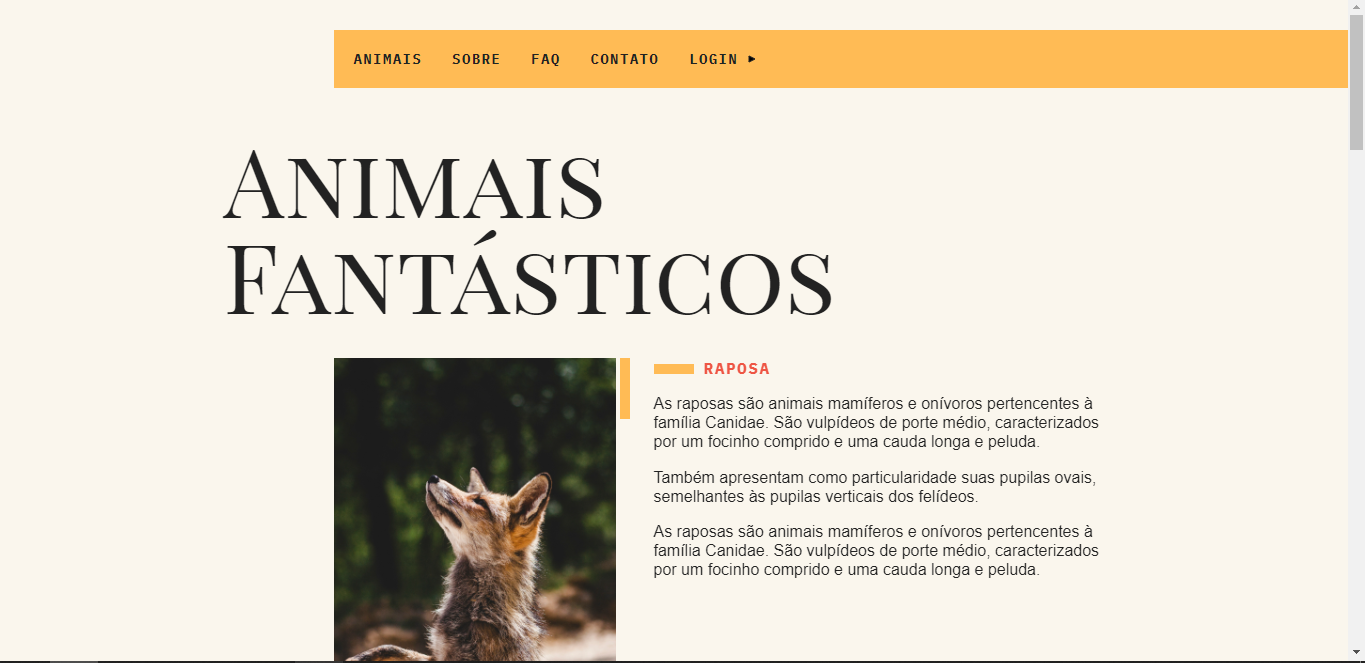 ANIMAIS SOBRE FAQ CONTATO LOGIN ▸
Animais
Fantásticos
RAPOSA
As raposas são animais mamíferos e onívoros pertencentes à
família Canidae. São vulpídeos de porte médio, caracterizados
por um focinho comprido e uma cauda longa e peluda.
Também apresentam como particularidade suas pupilas ovais,
semelhantes às pupilas verticais dos felídeos.
As raposas são animais mamíferos e onívoros pertencentes à
família Canidae. São vulpídeos de porte médio, caracterizados
por um focinho comprido e uma cauda longa e peluda.